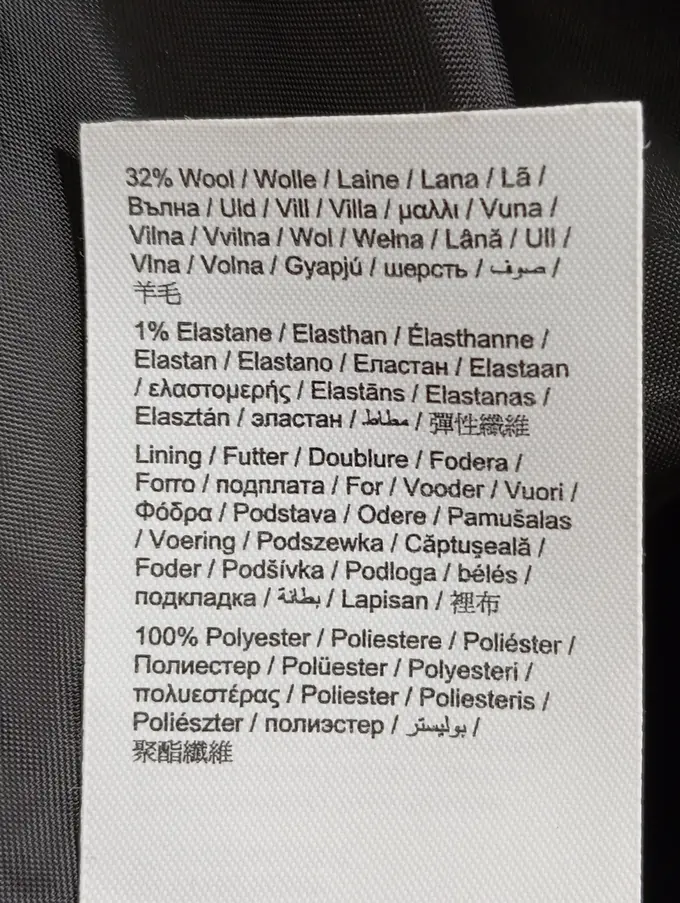 32% Wool / Wolle / Laine / Lana / Lã /
Вълна / Uld / Vill / Villa / μαλλι / Vuna /
Vilna / Vvilna / Wol / Wełna / Lână / Ull /
Vlna / Volna / Gyapjú / шерсть / صوف /
羊毛
1% Elastane / Elasthan / Élasthanne /
Elastan / Elastano / Еластан / Elastaan
/ ελαστομερής / Elastāns / Elastanas /
Elasztán / эластан / مطاط / 彈性纖維
Lining / Futter / Doublure / Fodera /
Forro / подплата / For / Vooder / Vuori /
Φόδρα / Podstava / Odere / Pamušalas
/ Voering / Podszewka / Căptușeală /
Foder / Podšívka / Podloga / bélés /
подкладка / بطانة / Lapisan / 裡布
100% Polyester / Poliestere / Poliéster /
Полиестер / Polüester / Polyesteri /
πολυεστέρας / Poliester / Poliesteris /
Poliészter / полиэстер / بوليستر /
聚酯纖維